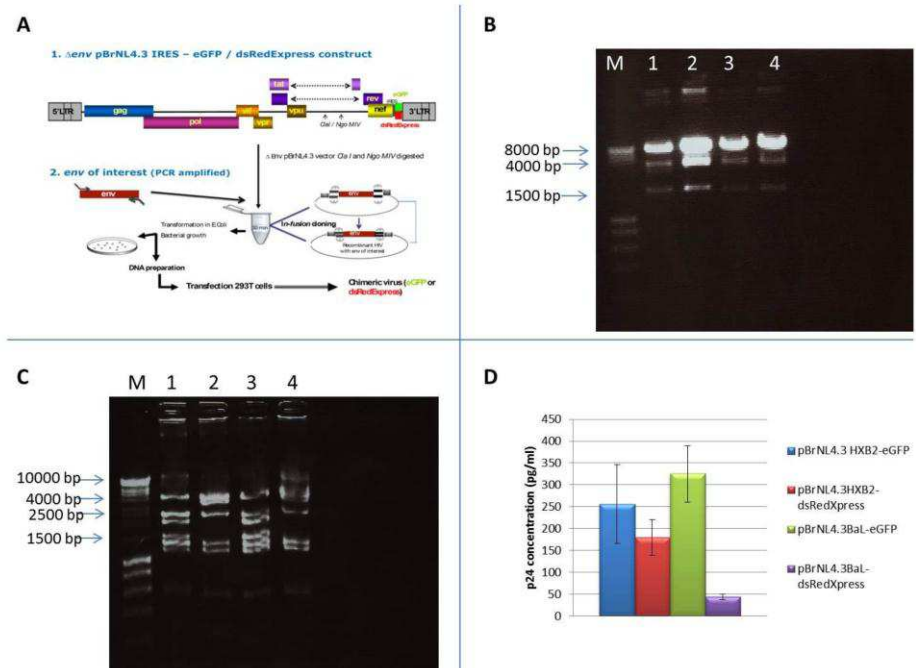 A
1. Δenv pBrNL4.3 IRES – eGFP / dsRedExpress construct
tat
rev
eGFP
5'LTR
gag
vif
vpu
nef
3'LTR
pol
vpr
dsRedExpress
Cla I / Ngo MIV
Δ Env pBrNL4.3 vector Cla I and Ngo MIV digested
2. env of interest (PCR amplified)
env
env
Transformation in E.Coli
Bacterial growth
In-fusion cloning
env
Recombinant HIV
with env of interest
DNA preparation
Transfection 293T cells
Chimeric virus (eGFP or
dsRedExpress)
B
M 1 2 3 4
8000 bp
4000 bp
1500 bp
C
M 1 2 3 4
10000 bp
4000 bp
2500 bp
1500 bp
D
p24 concentration (pg/ml)
450
400
350
300
250
200
150
100
50
0
pBrNL4.3 HXB2-eGFP
pBrNL4.3HXB2-
dsRedXpress
pBrNL4.3BaL-eGFP
pBrNL4.3BaL-
dsRedXpress